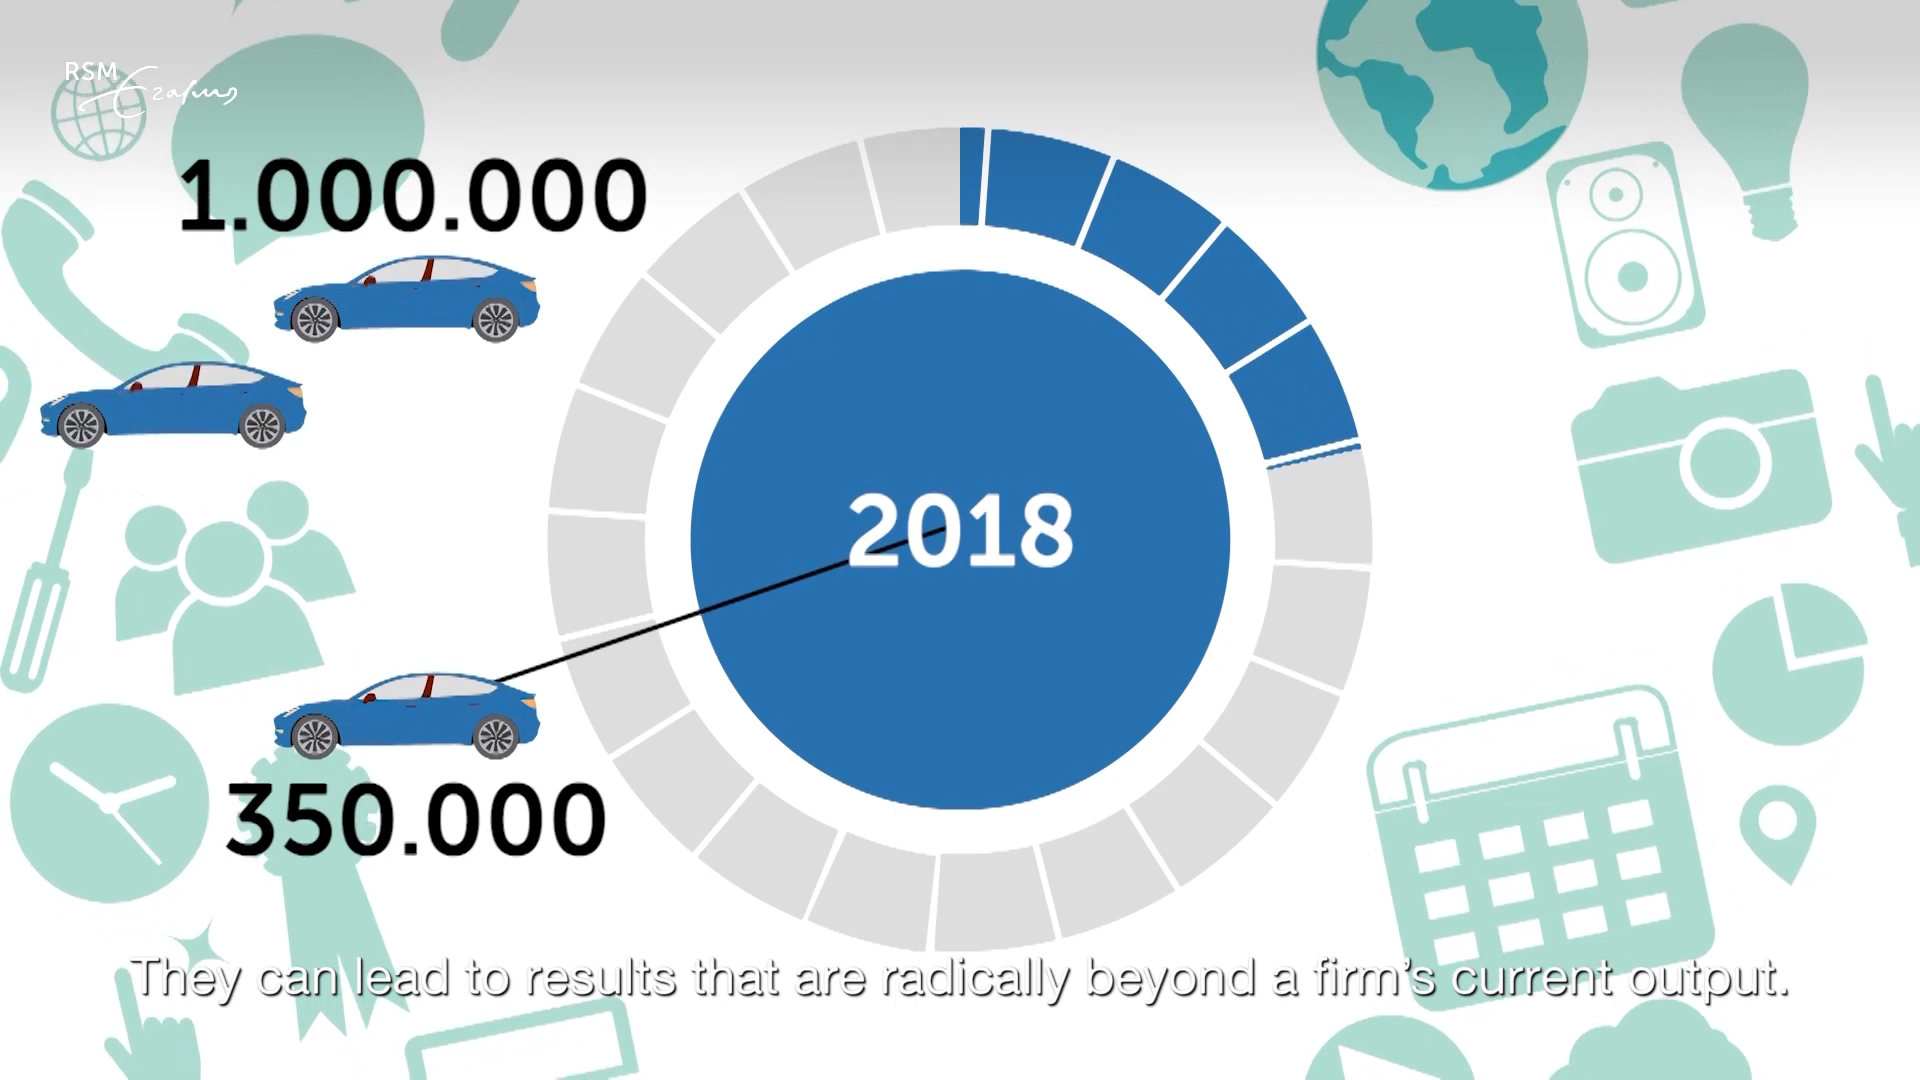 RSM
Erasmus
1.000.000
2018
350.000
They can lead to results that are radically beyond a firm's current output.